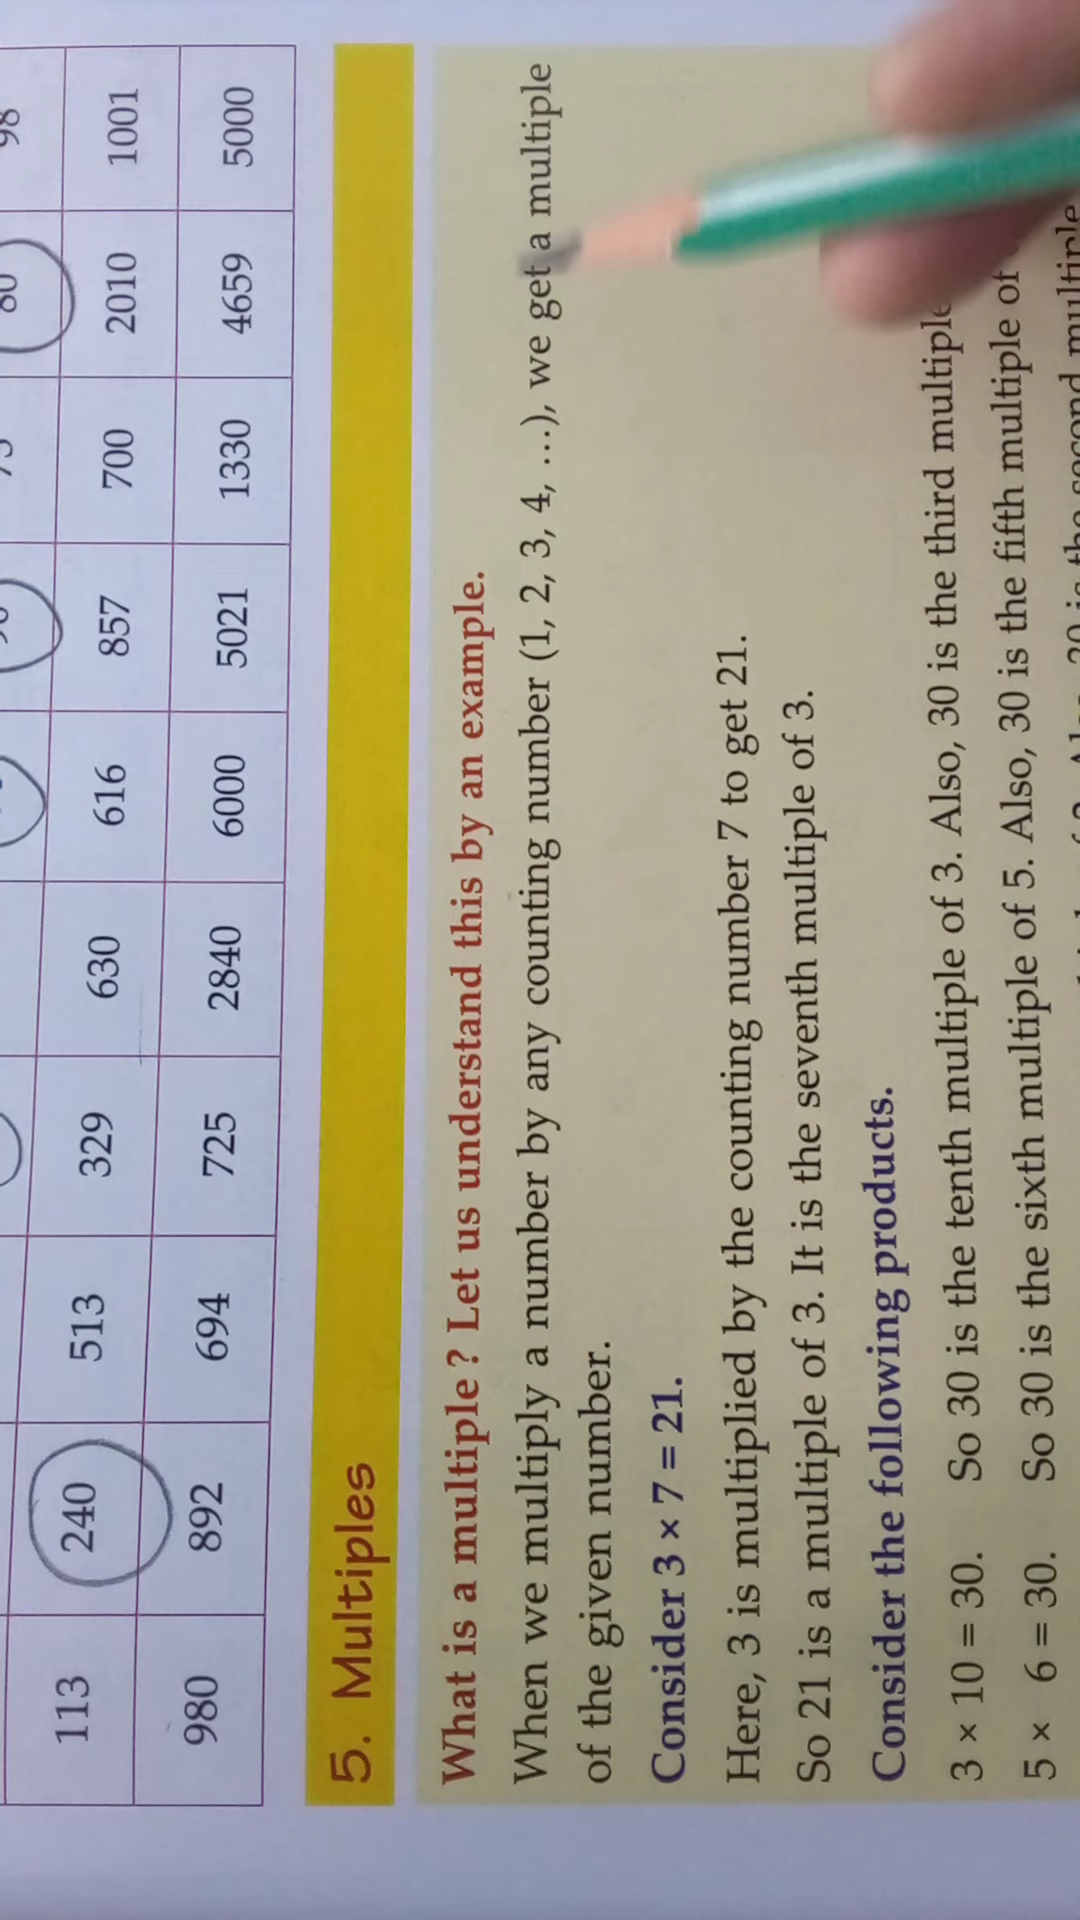 98
113 240 513 329 630 616 857 700 2010 1001
980 892 694 725 2840 6000 5021 1330 4659 5000
5. Multiples
What is a multiple ? Let us understand this by an example.
When we multiply a number by any counting number (1, 2, 3, 4, ...), we get a multiple
of the given number.
Consider 3 × 7 = 21.
Here, 3 is multiplied by the counting number 7 to get 21.
So 21 is a multiple of 3. It is the seventh multiple of 3.
Consider the following products.
3 × 10 = 30. So 30 is the tenth multiple of 3. Also, 30 is the third multiple
5 × 6 = 30. So 30 is the sixth multiple of 5. Also, 30 is the fifth multiple of
is the second multiple